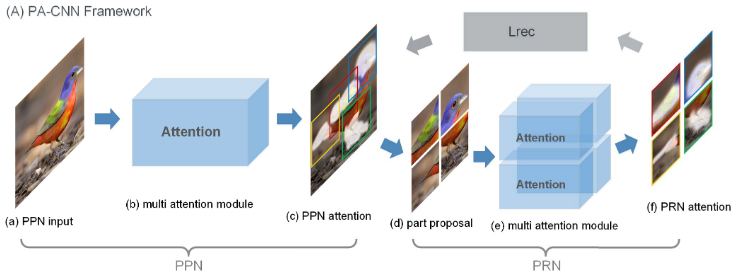 (A) PA-CNN Framework
Lrec
Attention
Attention
Attention
(a) PPN input
(b) multi attention module
(c) PPN attention
(d) part proposal
(e) multi attention module
(f) PRN attention
PPN
PRN